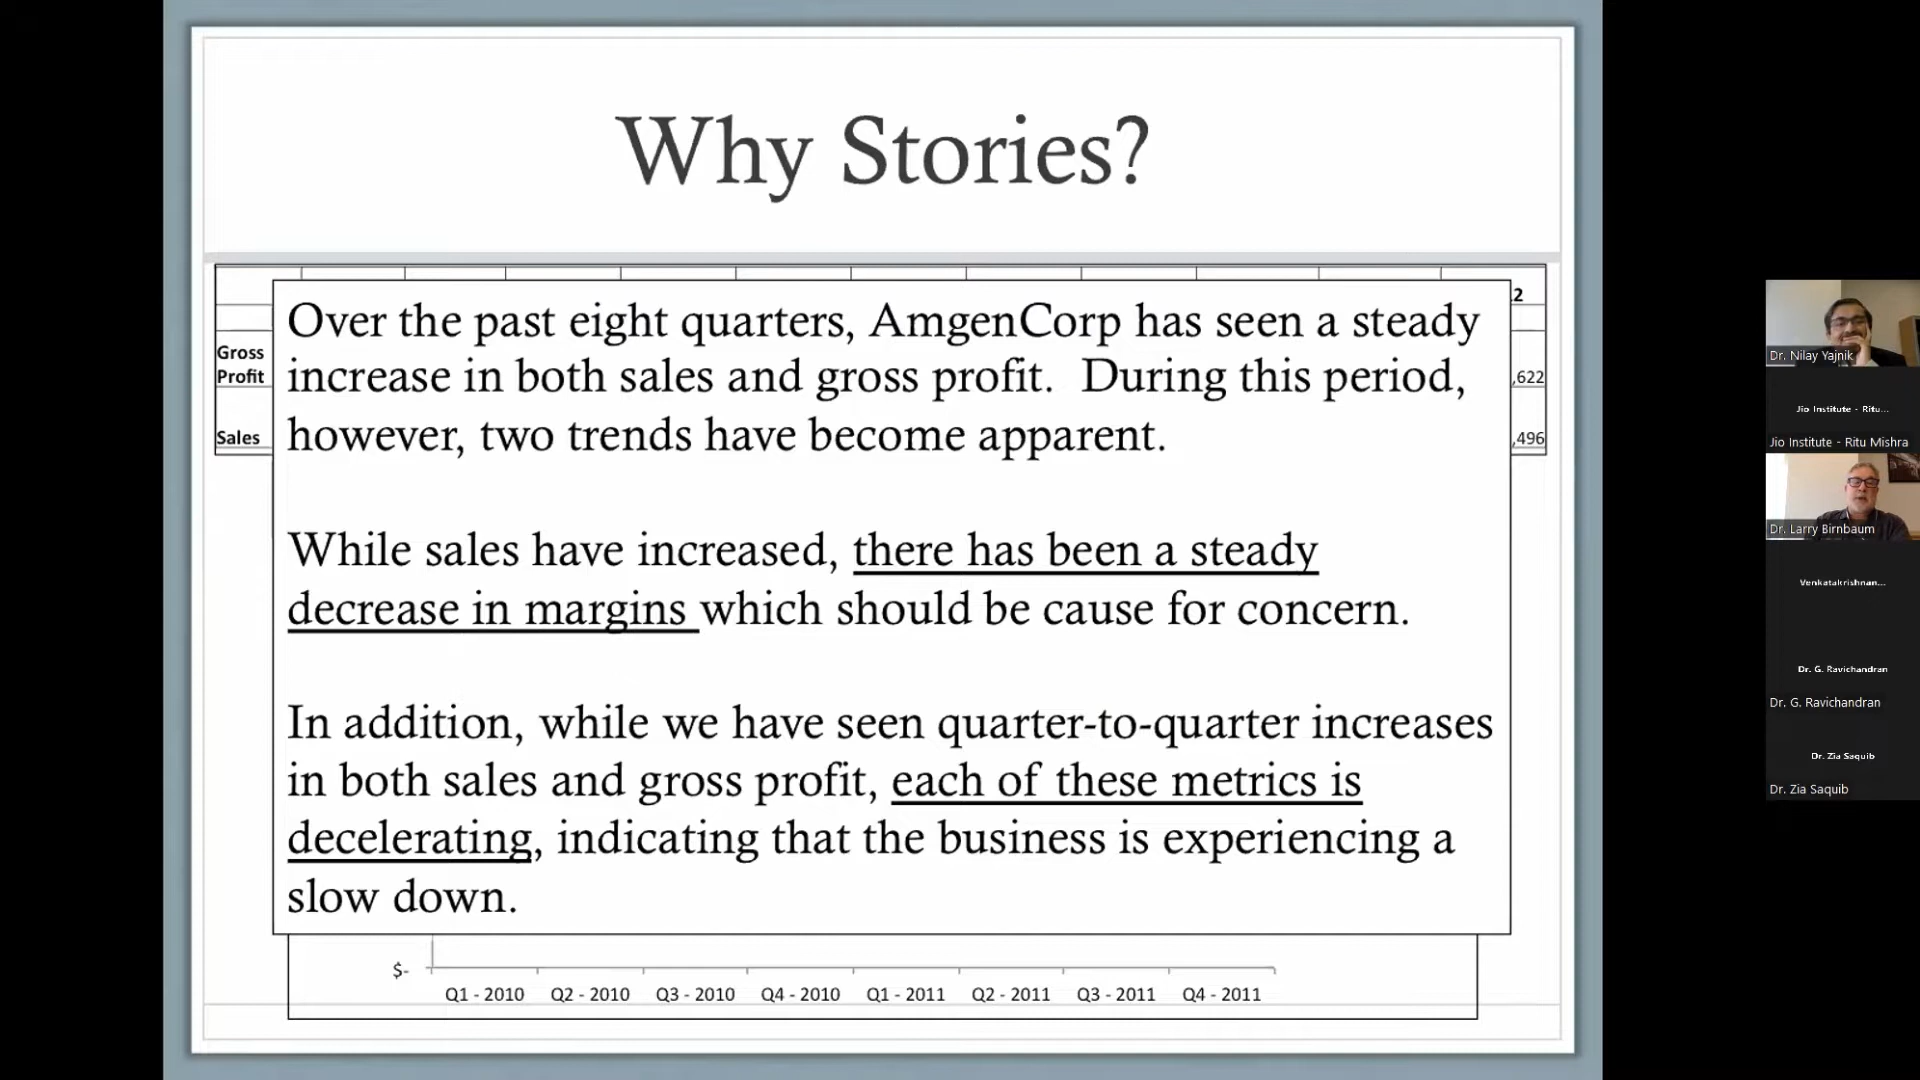 Why Stories?
.2
Gross
Profit
,622
Sales
,496
Over the past eight quarters, AmgenCorp has seen a steady
increase in both sales and gross profit. During this period,
however, two trends have become apparent.
While sales have increased, there has been a steady
decrease in margins which should be cause for concern.
In addition, while we have seen quarter-to-quarter increases
in both sales and gross profit, each of these metrics is
decelerating, indicating that the business is experiencing a
slow down.
$-
Q1 - 2010 Q2 - 2010 Q3 - 2010 Q4 - 2010 Q1 - 2011 Q2 - 2011 Q3 - 2011 Q4 - 2011
Dr. Nilay Yajnik
Jio Institute - Ritu...
Jio Institute - Ritu Mishra
Dr. Larry Birnbaum
Venkatakrishnan...
Dr. G. Ravichandran
Dr. G. Ravichandran
Dr. Zia Saquib
Dr. Zia Saquib